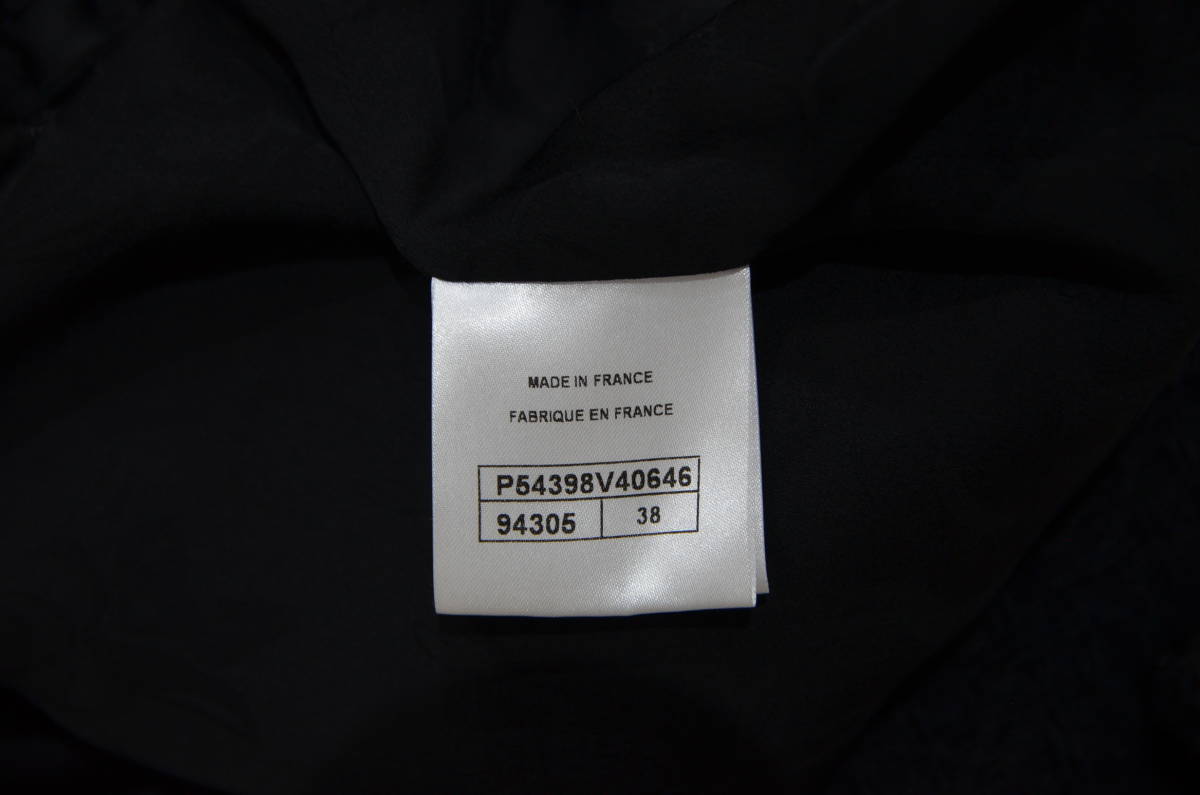 MADE IN FRANCE
FABRIQUE EN FRANCE
P54398V40646
94305 38